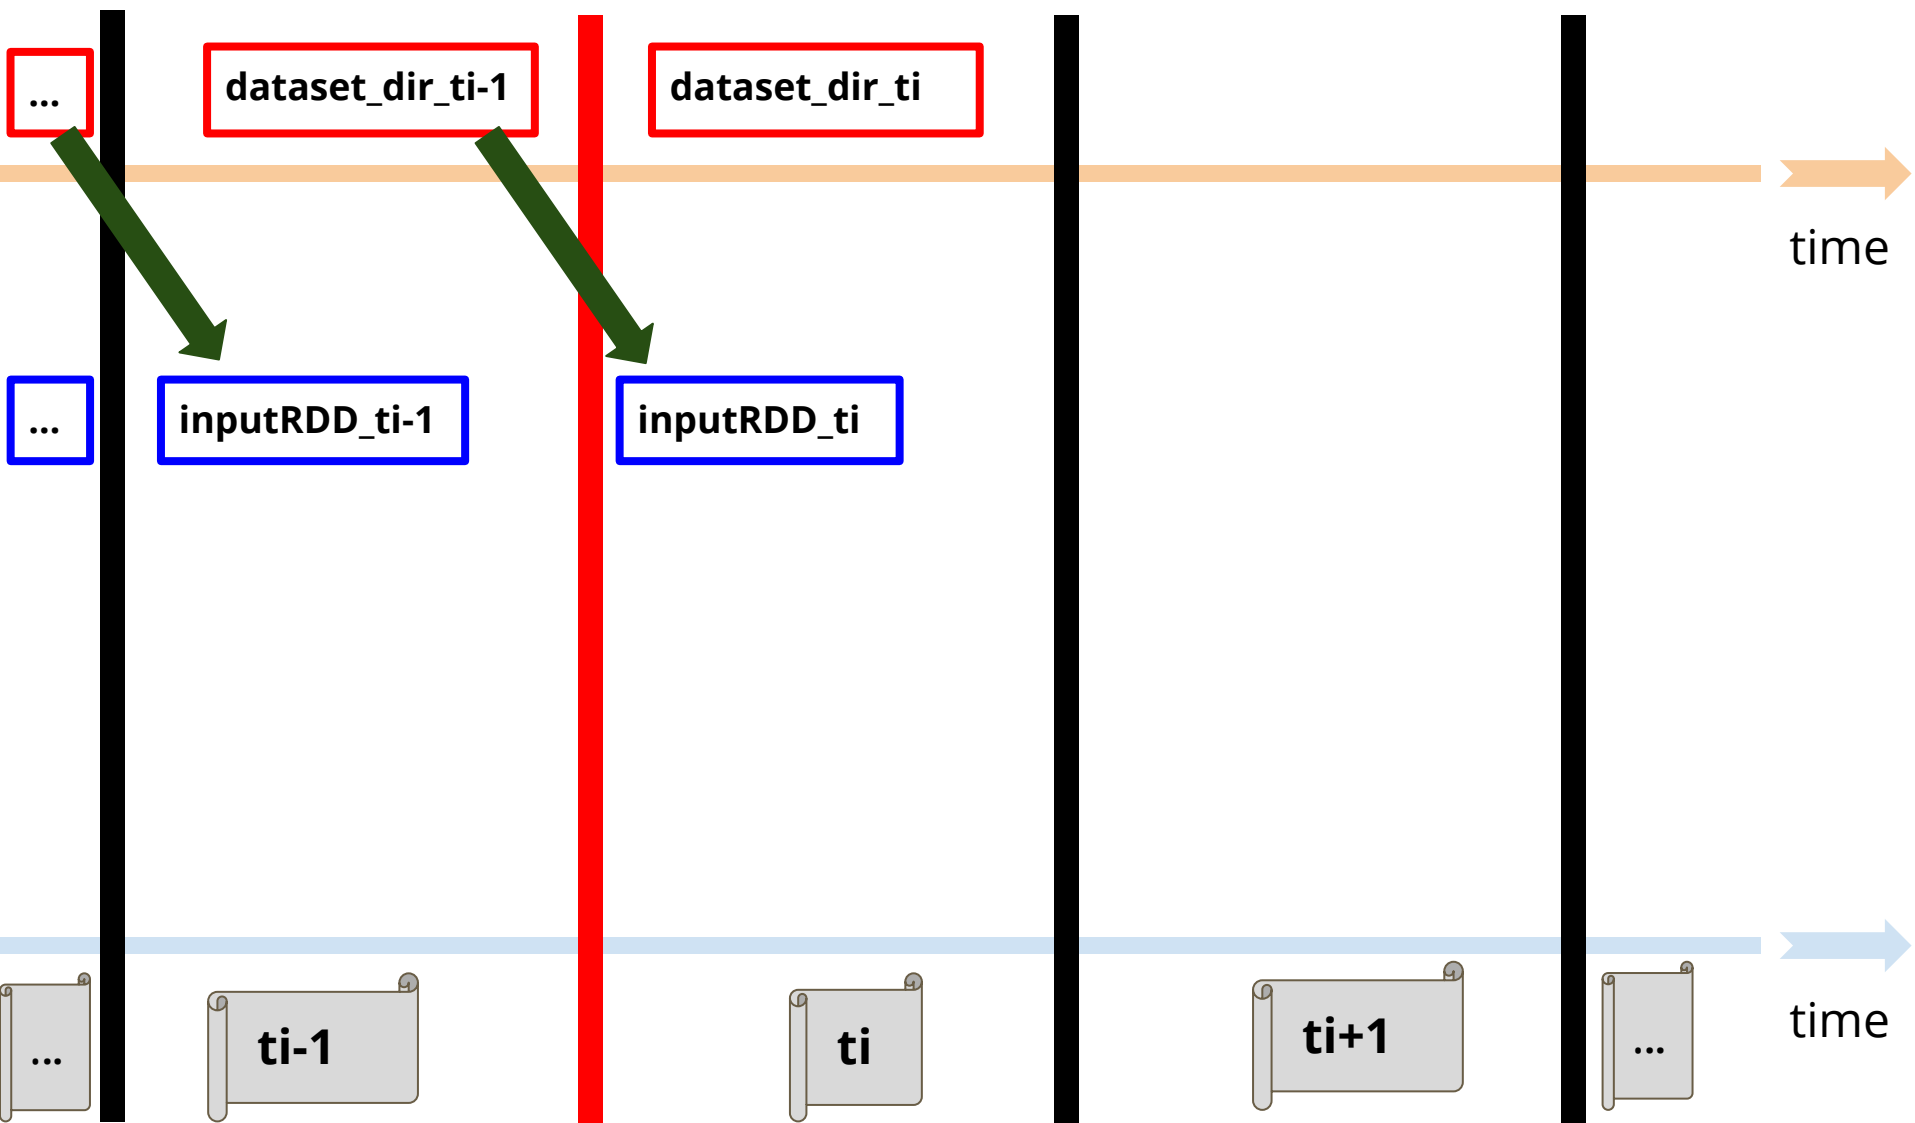 ...
dataset_dir_ti-1
dataset_dir_ti
time
...
inputRDD_ti-1
inputRDD_ti
...
ti-1
ti
ti+1
...
time